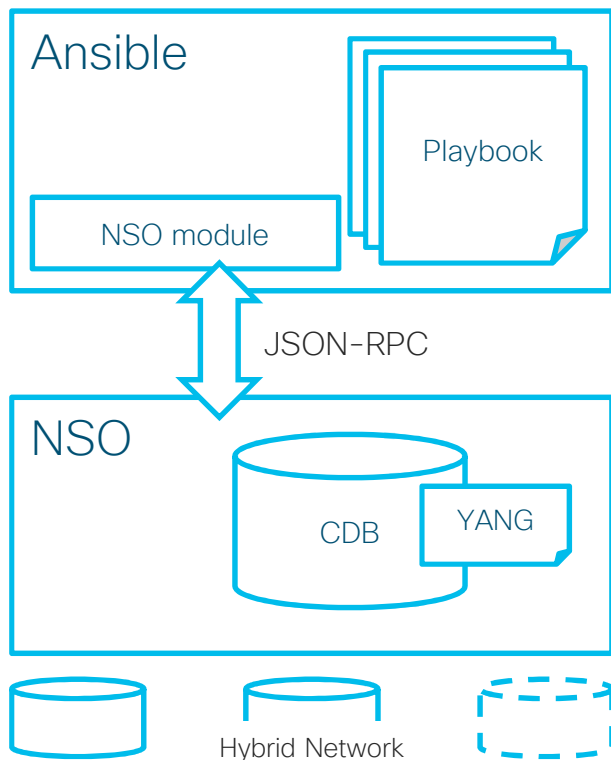 Ansible
Playbook
NSO module
JSON-RPC
NSO
CDB
YANG
Hybrid Network